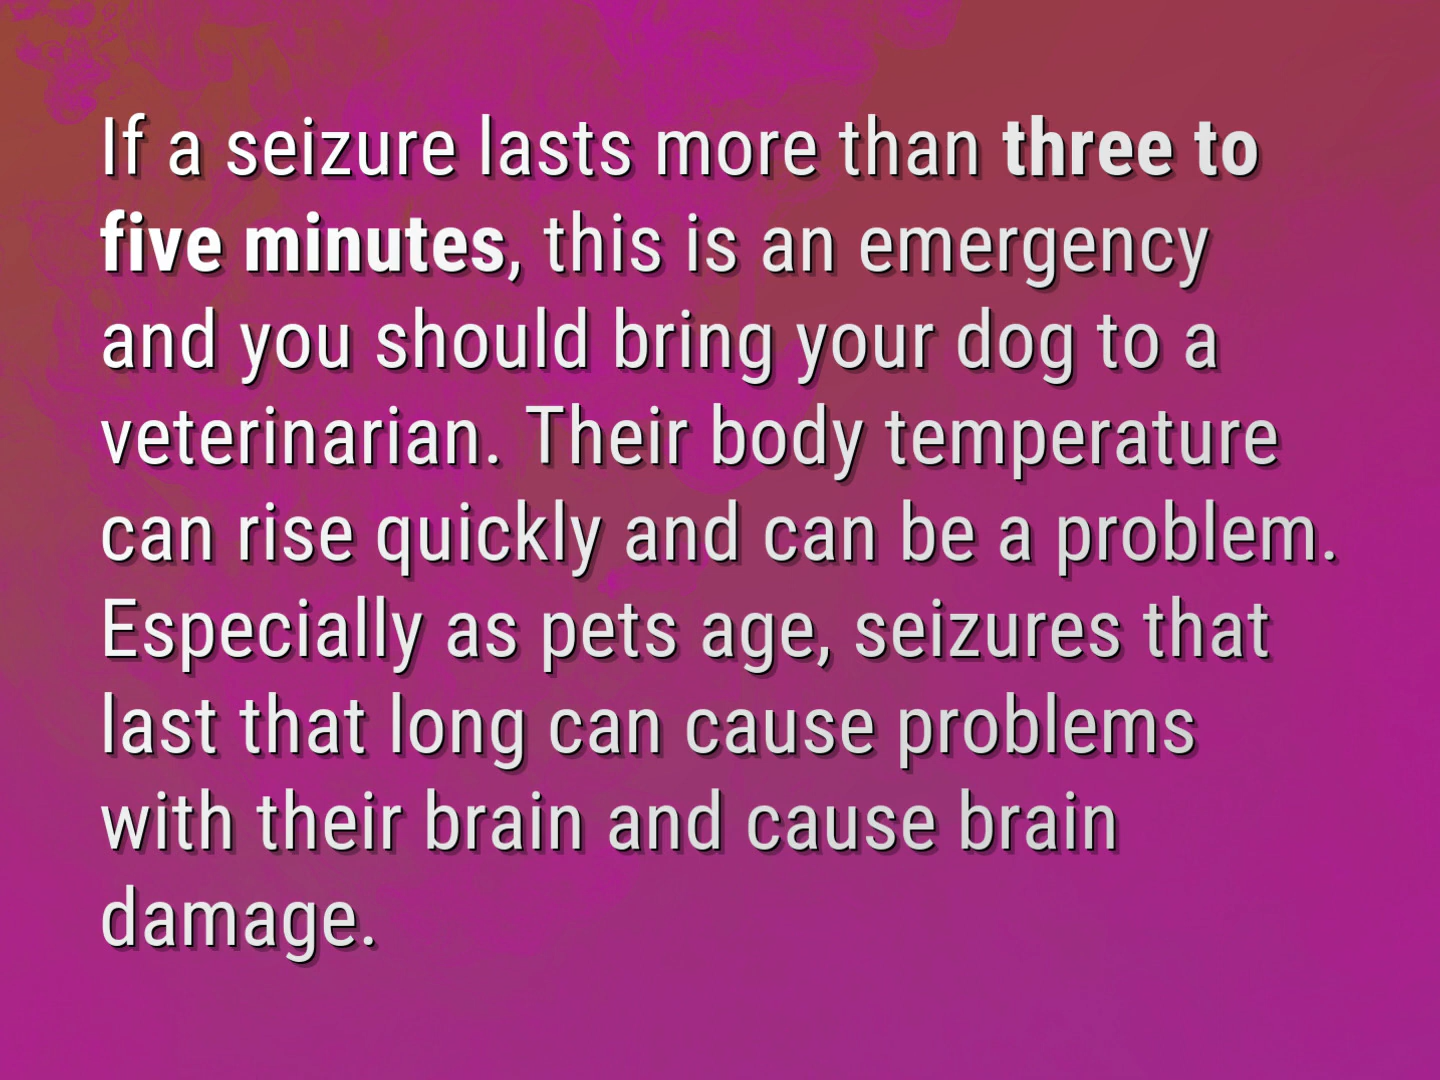 If a seizure lasts more than three to
five minutes, this is an emergency
and you should bring your dog to a
veterinarian. Their body temperature
can rise quickly and can be a problem.
Especially as pets age, seizures that
last that long can cause problems
with their brain and cause brain
damage.